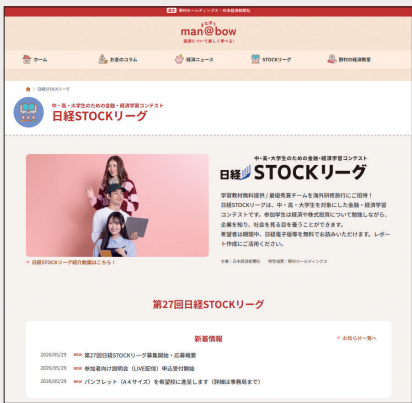 運営 野村ホールディングス・日本経済新聞社
まなぼう
man@bow
経済について楽しく学べる!
ホーム
お金のコラム
経済ニュース
STOCKリーグ
野村の経済教室
日経STOCKリーグ
中・高・大学生のための金融・経済学習コンテスト
日経STOCKリーグ
中・高・大学生のための金融・経済学習コンテスト
日経 STOCKリーグ
学習教材無料提供 / 最優秀賞チームを海外研修旅行にご招待!
日経STOCKリーグは、中・高・大学生を対象にした金融・経済学習
コンテストです。参加学生は経済や株式投資について勉強しながら、
企業を知り、社会を見る目を養うことができます。
希望者は期間中、日経電子版等を無料でお読みいただけます。レポー
ト作成にご活用ください。
主催:日本経済新聞社 特別協賛:野村ホールディングス
日経STOCKリーグ紹介動画はこちら!
第27回日経STOCKリーグ
新着情報
お知らせ一覧へ
2026/05/29 NEW 第27回日経STOCKリーグ募集開始・応募概要
2026/05/29 NEW 参加者向け説明会(LIVE配信)申込受付開始
2026/05/29 NEW パンフレット(A4サイズ)を希望校に進呈します(詳細は事務局まで)